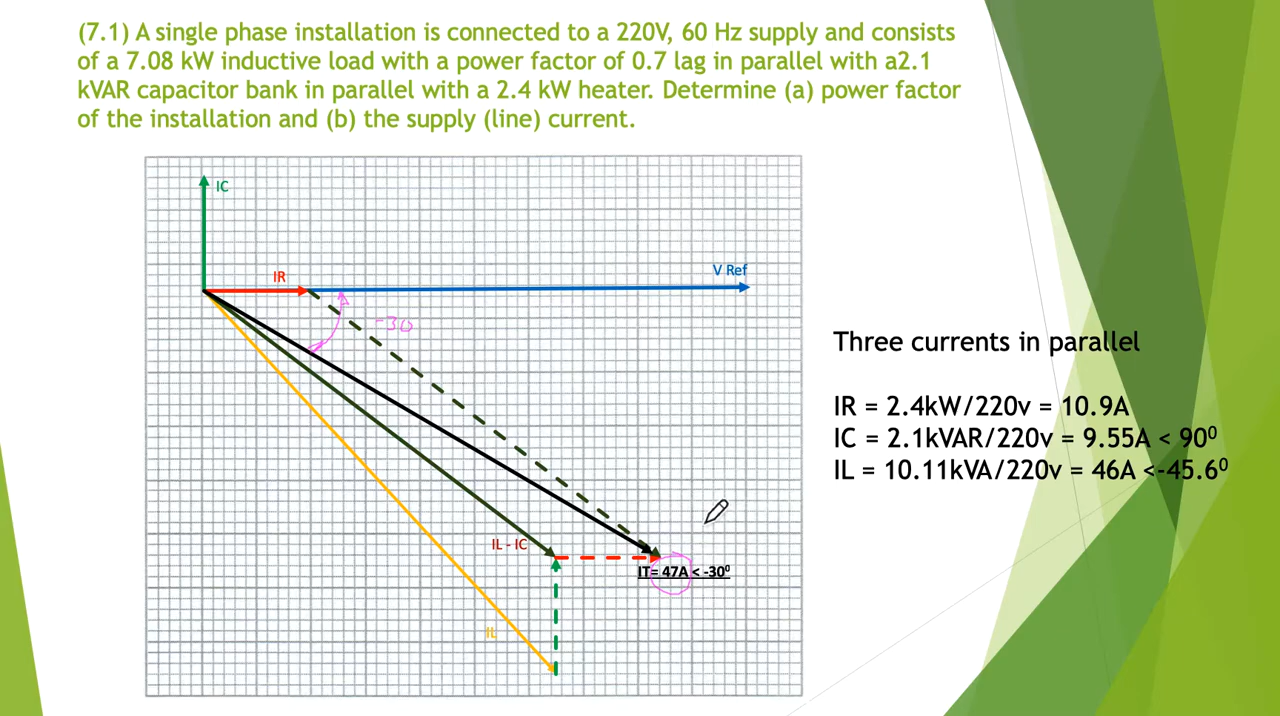 (7.1) A single phase installation is connected to a 220V, 60 Hz supply and consists
of a 7.08 kW inductive load with a power factor of 0.7 lag in parallel with a2.1
kVAR capacitor bank in parallel with a 2.4 kW heater. Determine (a) power factor
of the installation and (b) the supply (line) current.
IC
IR
V Ref
-30
Three currents in parallel
IR = 2.4kW/220v = 10.9A
IC = 2.1kVAR/220v = 9.55A < 90⁰
IL = 10.11kVA/220v = 46A <-45.6⁰
IL - IC
IT= 47A < -30⁰
IL